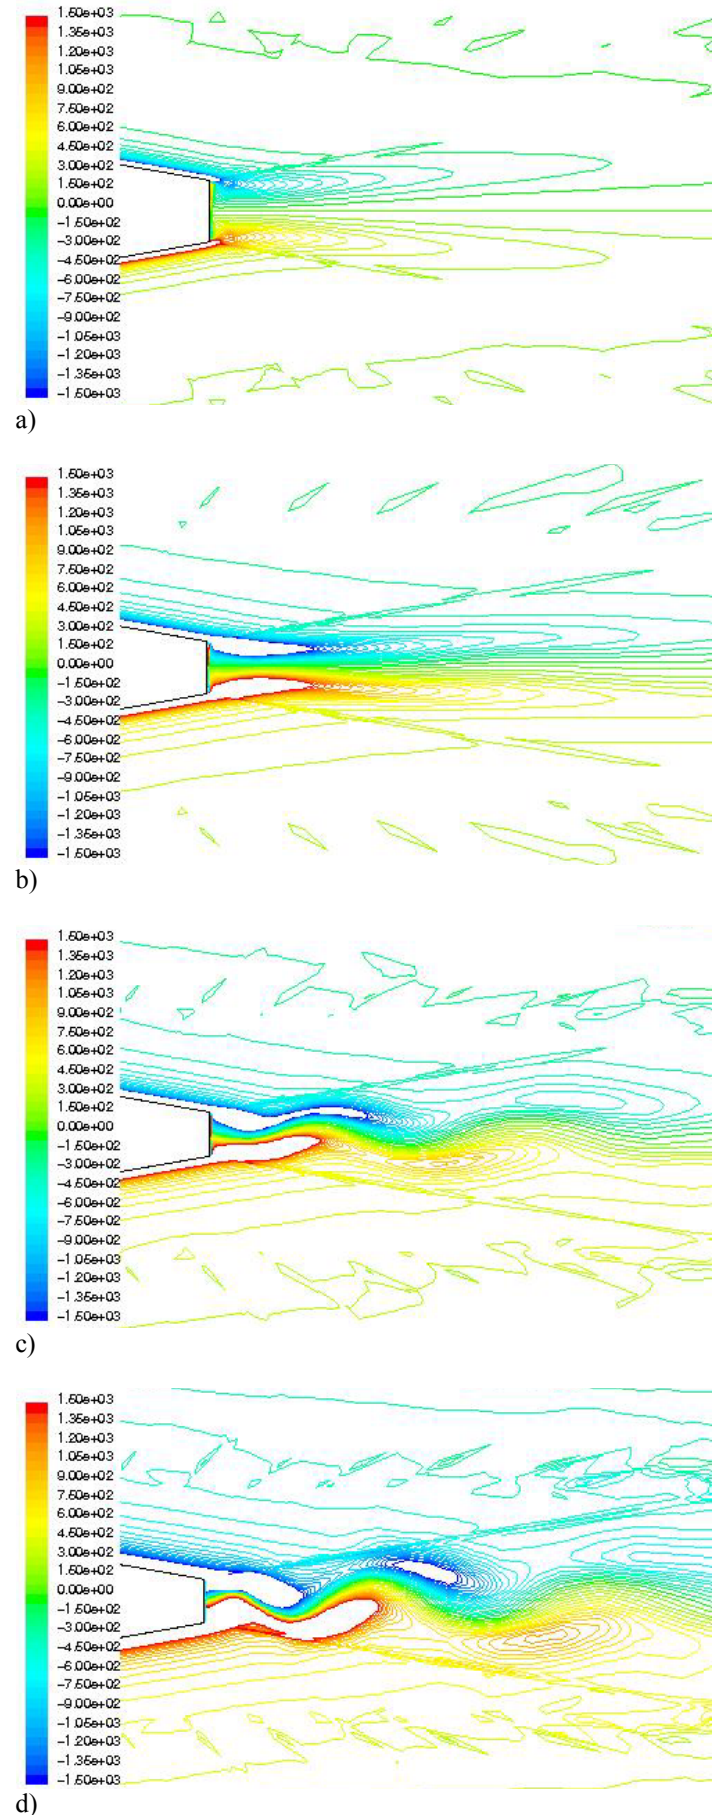 1.50e+03
1.35e+03
1.20e+03
1.05e+03
9.00e+02
7.50e+02
6.00e+02
4.50e+02
3.00e+02
1.50e+02
0.00e+00
-1.50e+02
-3.00e+02
-4.50e+02
-6.00e+02
-7.50e+02
-9.00e+02
-1.05e+03
-1.20e+03
-1.35e+03
-1.50e+03
a)
1.50e+03
1.35e+03
1.20e+03
1.05e+03
9.00e+02
7.50e+02
6.00e+02
4.50e+02
3.00e+02
1.50e+02
0.00e+00
-1.50e+02
-3.00e+02
-4.50e+02
-6.00e+02
-7.50e+02
-9.00e+02
-1.05e+03
-1.20e+03
-1.35e+03
-1.50e+03
b)
1.50e+03
1.35e+03
1.20e+03
1.05e+03
9.00e+02
7.50e+02
6.00e+02
4.50e+02
3.00e+02
1.50e+02
0.00e+00
-1.50e+02
-3.00e+02
-4.50e+02
-6.00e+02
-7.50e+02
-9.00e+02
-1.05e+03
-1.20e+03
-1.35e+03
-1.50e+03
c)
1.50e+03
1.35e+03
1.20e+03
1.05e+03
9.00e+02
7.50e+02
6.00e+02
4.50e+02
3.00e+02
1.50e+02
0.00e+00
-1.50e+02
-3.00e+02
-4.50e+02
-6.00e+02
-7.50e+02
-9.00e+02
-1.05e+03
-1.20e+03
-1.35e+03
-1.50e+03
d)